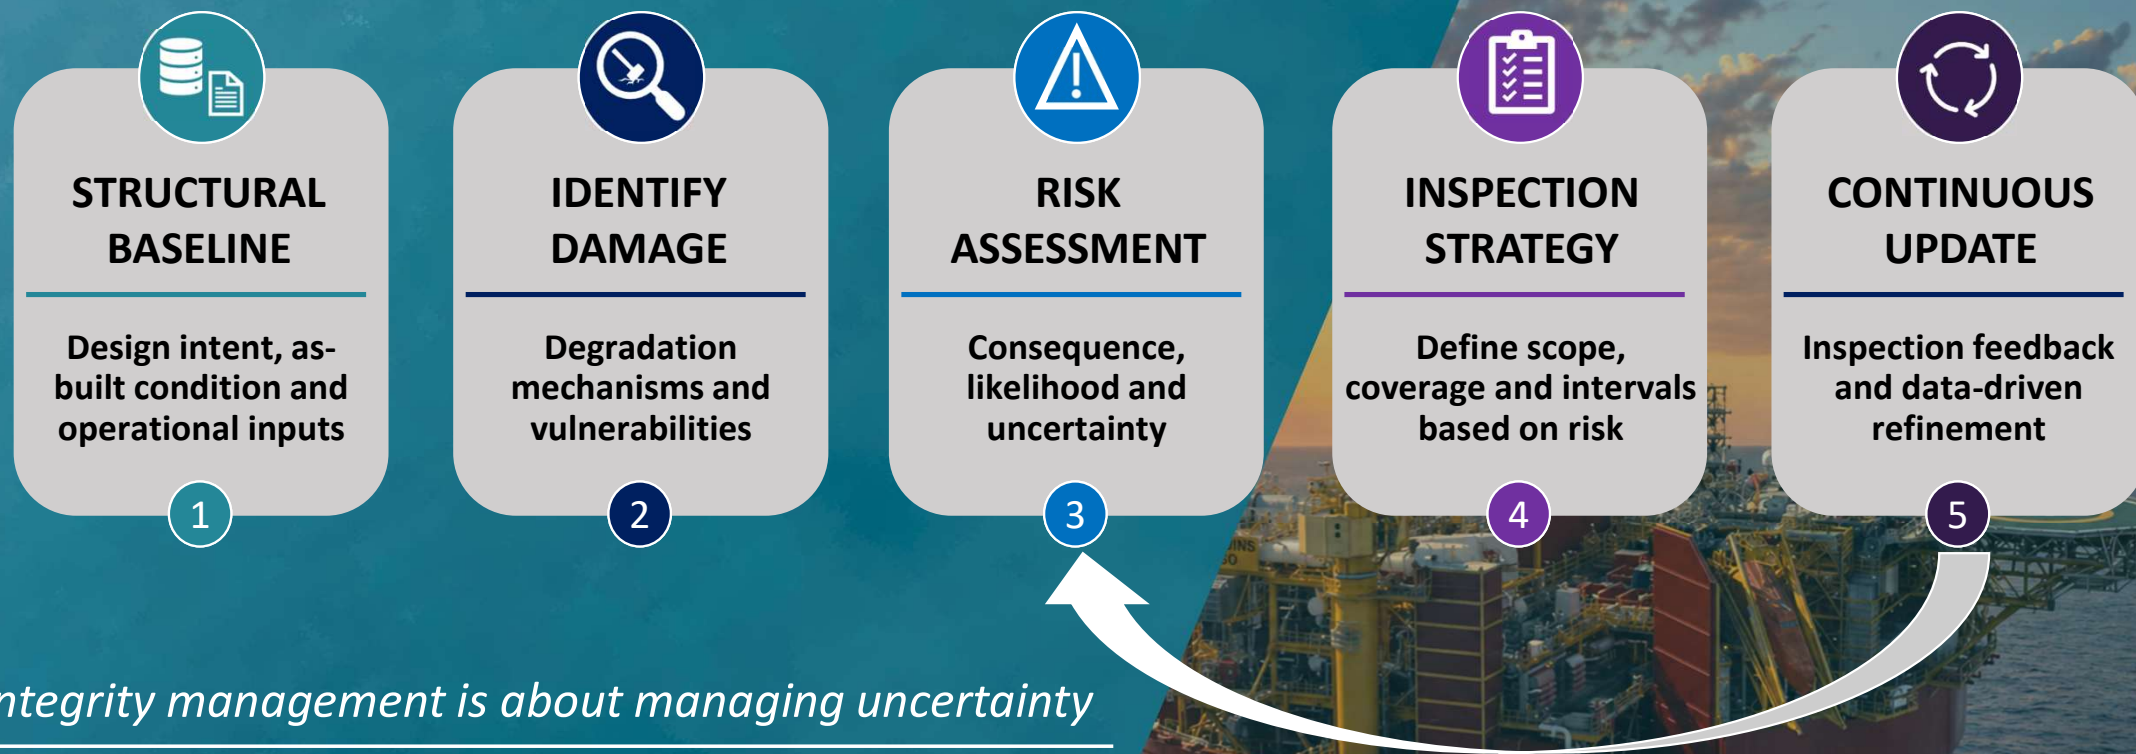 STRUCTURAL
BASELINE
Design intent, as-
built condition and
operational inputs
1
IDENTIFY
DAMAGE
Degradation
mechanisms and
vulnerabilities
2
RISK
ASSESSMENT
Consequence,
likelihood and
uncertainty
3
INSPECTION
STRATEGY
Define scope,
coverage and intervals
based on risk
4
CONTINUOUS
UPDATE
Inspection feedback
and data-driven
refinement
5
ntegrity management is about managing uncertainty